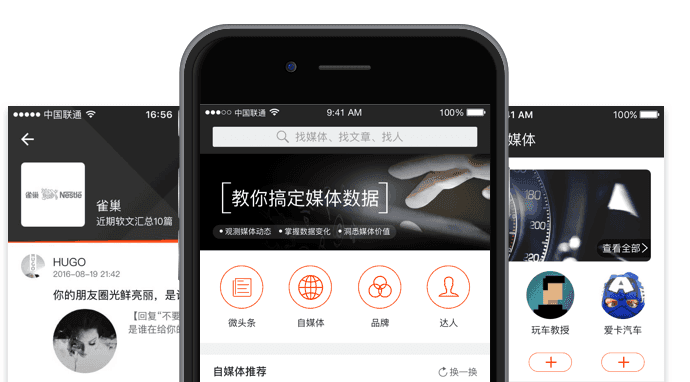 中国联通
16:56
雀巢 Nestle
雀巢
近期软文汇总10篇
HUGO
2016-08-19 21:42
你的朋友圈光鲜亮丽，是
【回复“不要
是谁在给你的
中国联通
9:41 AM
100%
找媒体、找文章、找人
教你搞定媒体数据
• 观测媒体动态 • 掌握数据变化 • 洞悉媒体价值
微头条
自媒体
品牌
达人
自媒体推荐
换一换
41 AM
100%
媒体
查看全部
玩车教授
爱卡汽车